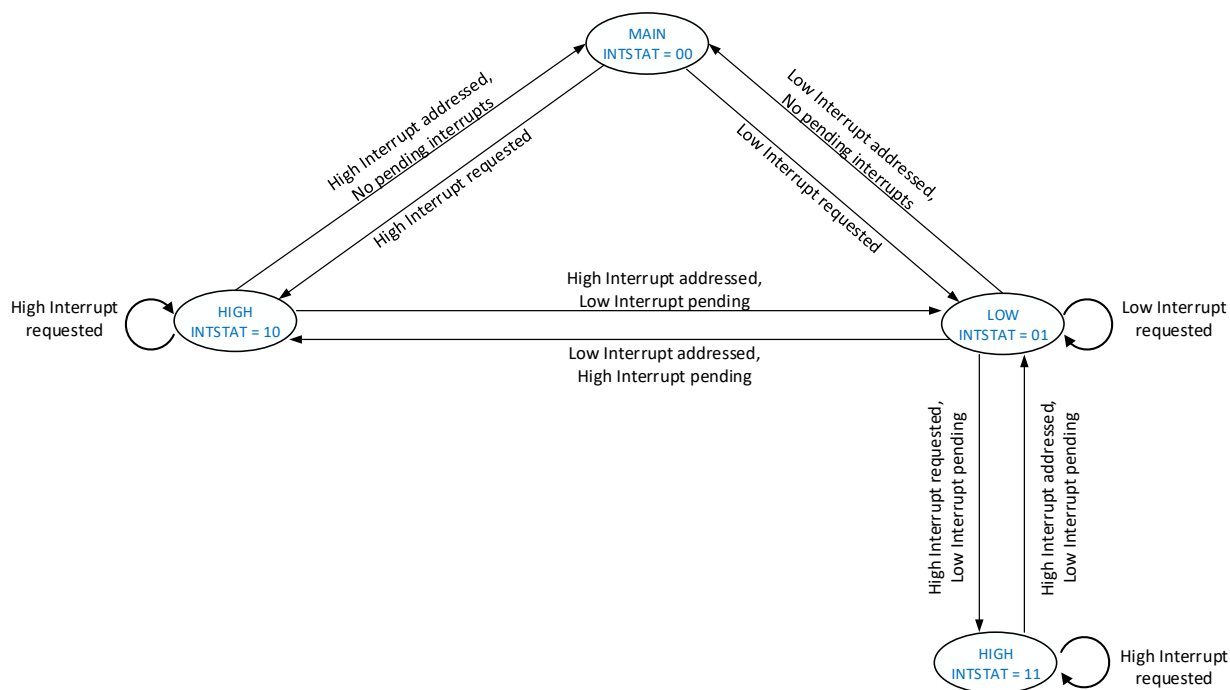 MAIN
INTSTAT = 00
High Interrupt addressed,
No pending interrupts
High Interrupt requested
Low Interrupt addressed,
No pending interrupts
Low Interrupt requested
High Interrupt
requested
HIGH
INTSTAT = 10
High Interrupt addressed,
Low Interrupt pending
Low Interrupt addressed,
High Interrupt pending
LOW
INTSTAT = 01
Low Interrupt
requested
High Interrupt requested,
Low Interrupt pending
High Interrupt addressed,
Low Interrupt pending
HIGH
INTSTAT = 11
High Interrupt
requested